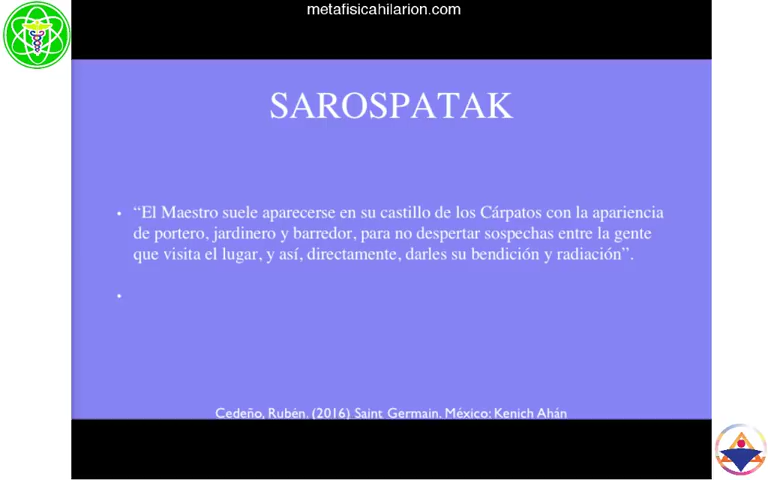 metafisicahilarion.com
SAROSPATAK
• “El Maestro suele aparecerse en su castillo de los Cárpatos con la apariencia
de portero, jardinero y barredor, para no despertar sospechas entre la gente
que visita el lugar, y así, directamente, darles su bendición y radiación”.
•
Cedeño, Rubén. (2016) Saint Germain. México: Kenich Ahán